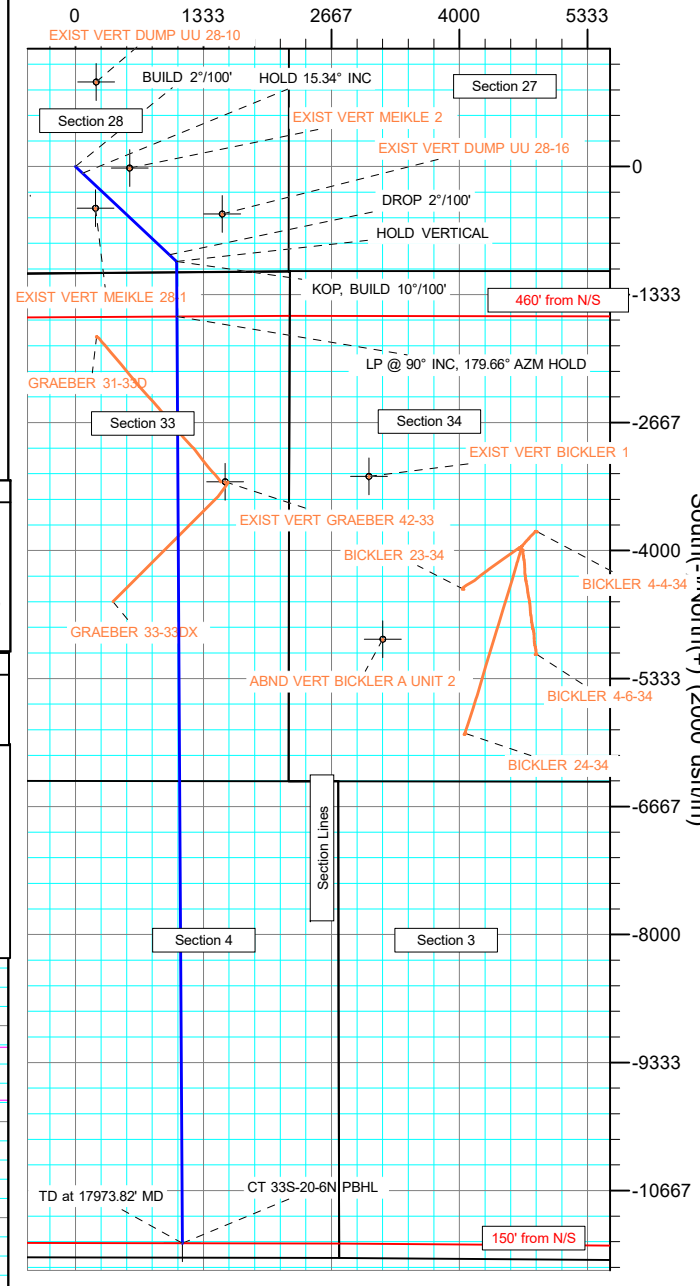 0 1333 2667 4000 5333
EXIST VERT DUMP UU 28-10
BUILD 2°/100'
HOLD 15.34° INC
Section 27
Section 28
EXIST VERT MEIKLE 2
EXIST VERT DUMP UU 28-16
0
DROP 2°/100'
HOLD VERTICAL
KOP, BUILD 10°/100'
EXIST VERT MEIKLE 28-1
460' from N/S
-1333
LP @ 90° INC, 179.66° AZM HOLD
GRAEBER 31-33D
Section 33
Section 34
-2667
EXIST VERT BICKLER 1
EXIST VERT GRAEBER 42-33
-4000
BICKLER 23-34
BICKLER 4-4-34
GRAEBER 33-33DX
ABND VERT BICKLER A UNIT 2
-5333
BICKLER 4-6-34
BICKLER 24-34
South(-)/North(+) (2000 usft/in)
-6667
Section Lines
Section 4
Section 3
-8000
-9333
-10667
TD at 17973.82' MD
CT 33S-20-6N PBHL
150' from N/S